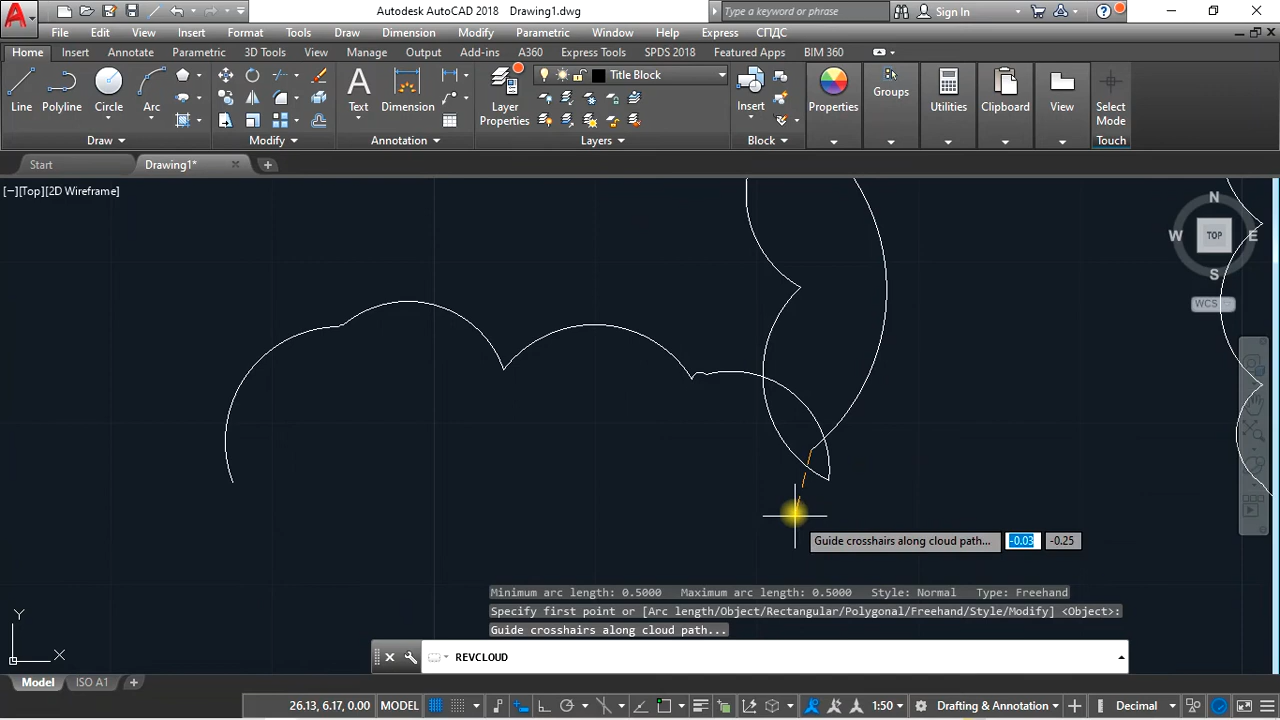 Autodesk AutoCAD 2018 Drawing1.dwg
Type a keyword or phrase
Sign In
File Edit View Insert Format Tools Draw Dimension Modify Parametric Window Help Express СПДС
Home Insert Annotate Parametric 3D Tools View Manage Output Add-ins A360 Express Tools SPDS 2018 Featured Apps BIM 360
Title Block
Line Polyline Circle Arc Text Dimension Layer Properties Insert Properties Groups Utilities Clipboard View Select Mode
Draw Modify Annotation Layers Block Touch
Start Drawing1*
[−][Top][2D Wireframe]
N
W TOP E
S
WCS
Guide crosshairs along cloud path... -0.03 -0.25
Minimum arc length: 0.5000 Maximum arc length: 0.5000 Style: Normal Type: Freehand
Specify first point or [Arc length/Object/Rectangular/Polygonal/Freehand/Style/Modify] <Object>:
Guide crosshairs along cloud path...
Y
X
REVCLOUD
Model ISO A1
26.13, 6.17, 0.00 MODEL 1:50 Drafting & Annotation Decimal